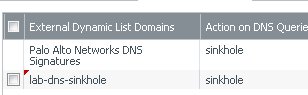 External Dynamic List Domains Action on DNS Querie
Palo Alto Networks DNS sinkhole
Signatures
lab-dns-sinkhole sinkhole